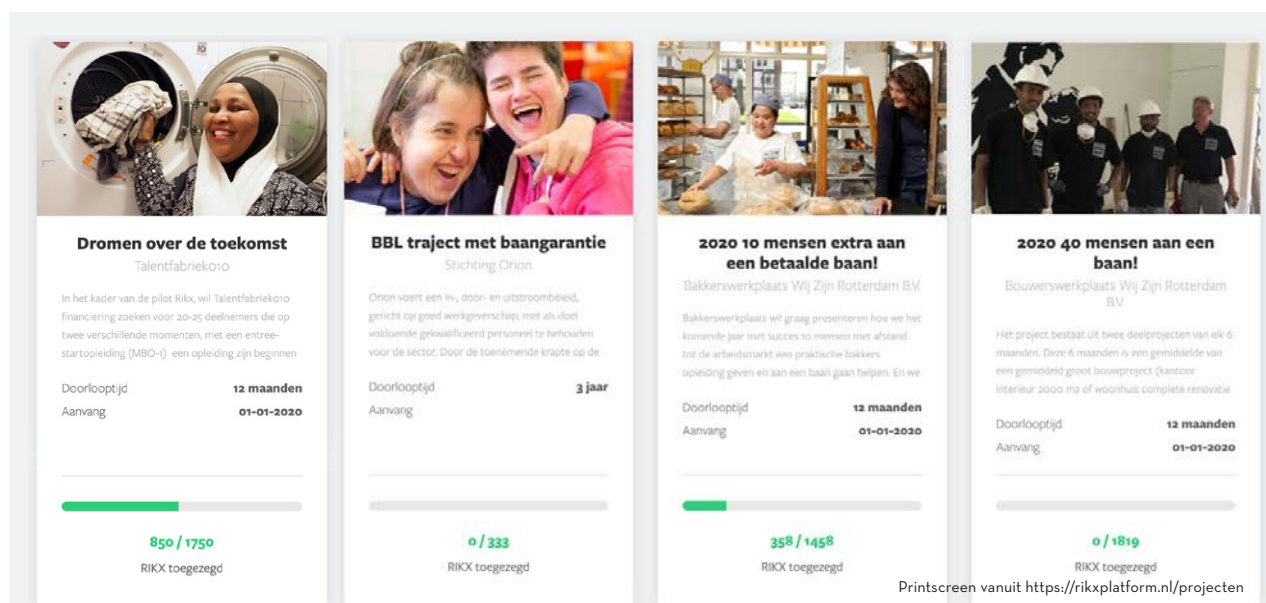 Dromen over de toekomst
Talentfabriek010
In het kader van de pilot Rikx, wil Talentfabriek010
financiering zoeken voor 20-25 deelnemers die op
twee verschillende momenten, met een entree-
startopleiding (MBO-1) een opleiding zijn beginnen
Doorlooptijd 12 maanden
Aanvang 01-01-2020
850 / 1750
RIKX toegezegd
BBL traject met baangarantie
Stichting Orion
Orion voert een in-, door- en uitstroombeleid,
gericht op goed werkgeverschap, met als doel
voldoende gekwalificeerd personeel te behouden
voor de sector. Door de toenemende krapte op de
Doorlooptijd 3 jaar
Aanvang
0 / 333
RIKX toegezegd
2020 10 mensen extra aan
een betaalde baan!
Bakkerswerkplaats Wij Zijn Rotterdam B.V.
Bakkerswerkplaats wil graag presenteren hoe we het
komende jaar met succes 10 mensen met afstand
tot de arbeidsmarkt een praktische bakkers
opleiding geven en aan een baan gaan helpen. En we
Doorlooptijd 12 maanden
Aanvang 01-01-2020
358 / 1458
RIKX toegezegd
2020 40 mensen aan een
baan!
Bouwerswerkplaats Wij Zijn Rotterdam
B.V.
Het project bestaat uit twee deelprojecten van elk 6
maanden. Deze 6 maanden is een gemiddelde van
een gemiddeld groot bouwproject (kantoor
interieur 2000 m2 of woonhuis complete renovatie
Doorlooptijd 12 maanden
Aanvang 01-01-2020
0 / 1819
RIKX toegezegd
Printscreen vanuit https://rikxplatform.nl/projecten